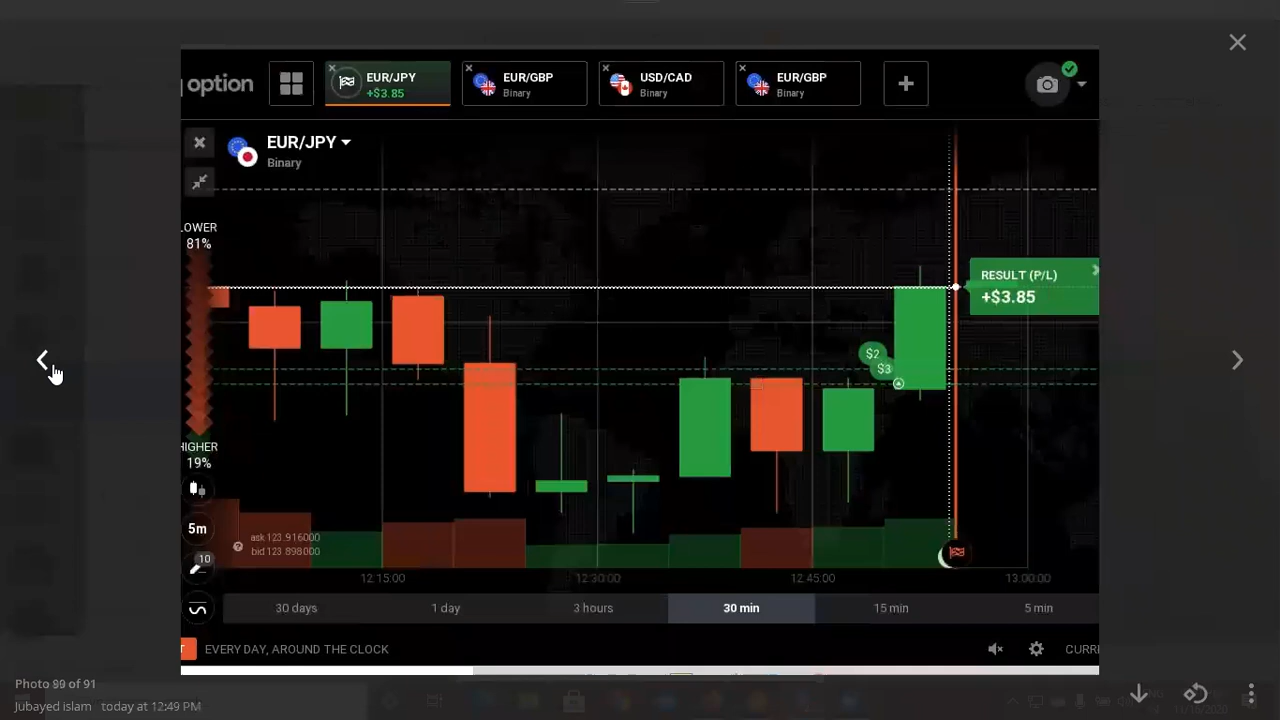 option
EUR/JPY
+$3.85
EUR/GBP
Binary
USD/CAD
Binary
EUR/GBP
Binary
EUR/JPY
Binary
LOWER
81%
RESULT (P/L)
+$3.85
$2
$3
HIGHER
19%
5m
10
ask 123.916000
bid 123.898000
12:15:00
12:30:00
12:45:00
13:00:00
30 days
1 day
3 hours
30 min
15 min
5 min
T
EVERY DAY, AROUND THE CLOCK
CURR
Photo 90 of 91
Jubayed islam today at 12:49 PM